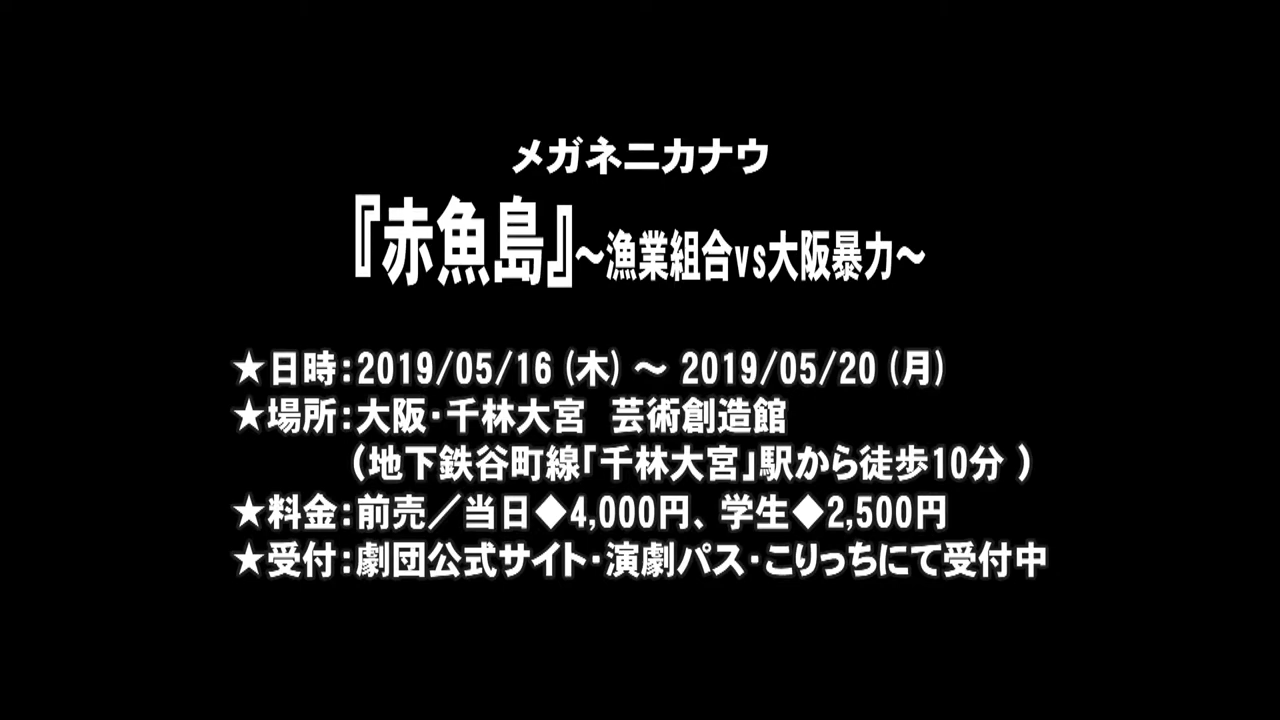 メガネニカナウ
『赤魚島』～漁業組合vs大阪暴力～
★日時：2019/05/16（木）～ 2019/05/20（月）
★場所：大阪・千林大宮　芸術創造館
（地下鉄谷町線「千林大宮」駅から徒歩10分 ）
★料金：前売／当日◆4,000円、学生◆2,500円
★受付：劇団公式サイト・演劇パス・こりっちにて受付中